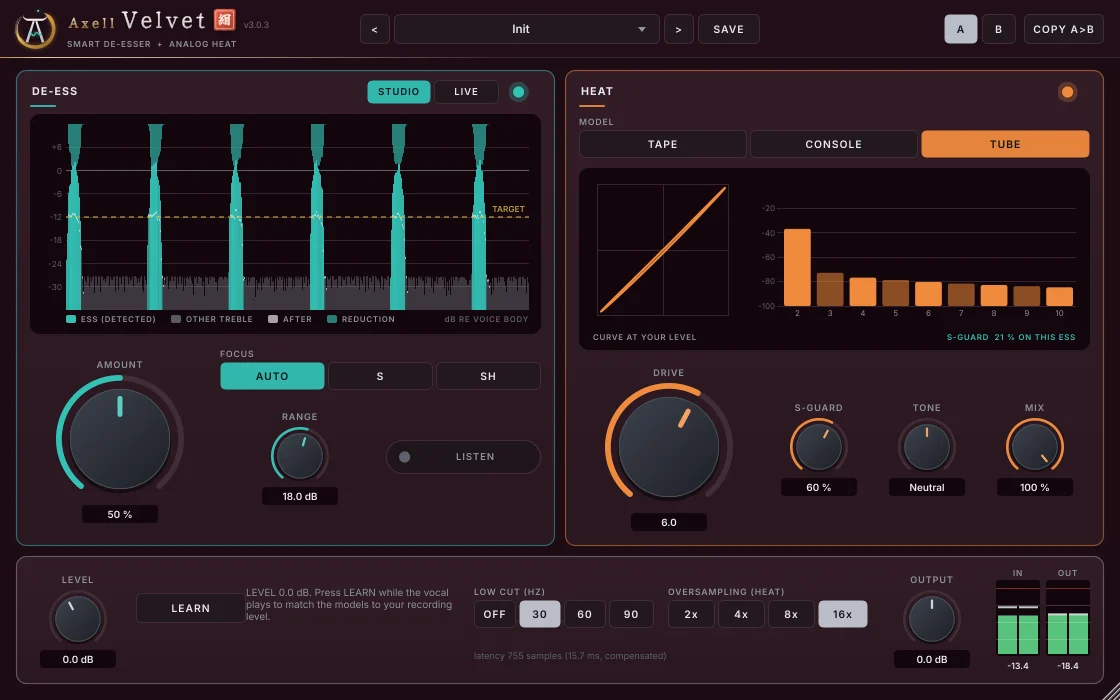 Axell Velvet 絹 v3.0.3
SMART DE-ESSER + ANALOG HEAT
< Init > SAVE
A B COPY A>B
DE-ESS
STUDIO LIVE
+6
0
-6
-12
-18
-24
-30
TARGET
ESS (DETECTED) OTHER TREBLE AFTER REDUCTION dB RE VOICE BODY
AMOUNT
50 %
FOCUS
AUTO S SH
RANGE
18.0 dB
LISTEN
HEAT
MODEL
TAPE CONSOLE TUBE
-20
-40
-60
-80
-100
2 3 4 5 6 7 8 9 10
CURVE AT YOUR LEVEL S-GUARD 21 % ON THIS ESS
DRIVE
6.0
S-GUARD TONE MIX
60 % Neutral 100 %
LEVEL
0.0 dB
LEARN
LEVEL 0.0 dB. Press LEARN while the vocal
plays to match the models to your recording
level.
LOW CUT (HZ)
OFF 30 60 90
OVERSAMPLING (HEAT)
2x 4x 8x 16x
latency 755 samples (15.7 ms, compensated)
OUTPUT
0.0 dB
IN OUT
-13.4 -18.4